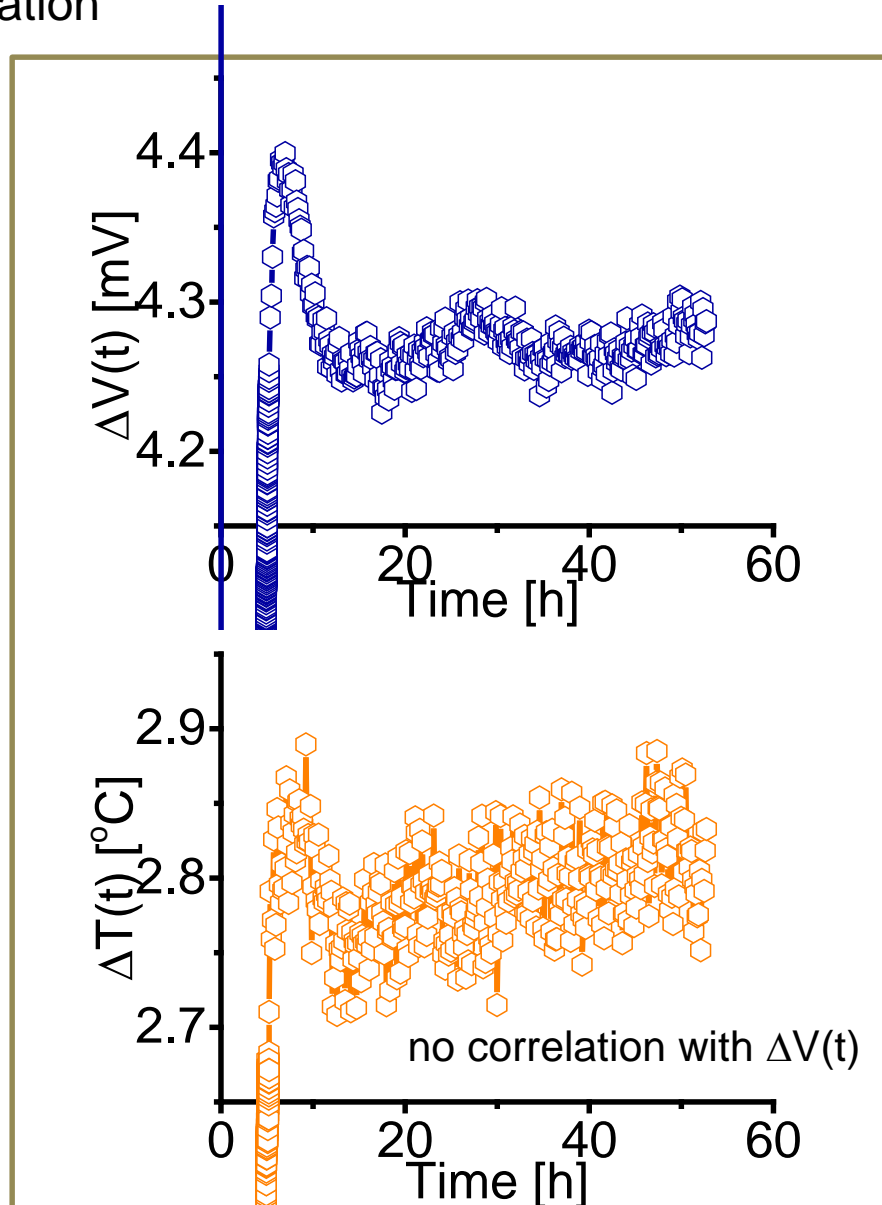 ation
4.4
4.3
4.2
ΔV(t) [mV]
0 20 40 60
Time [h]
2.9
2.8
2.7
ΔT(t) [°C]
no correlation with ΔV(t)
0 20 40 60
Time [h]